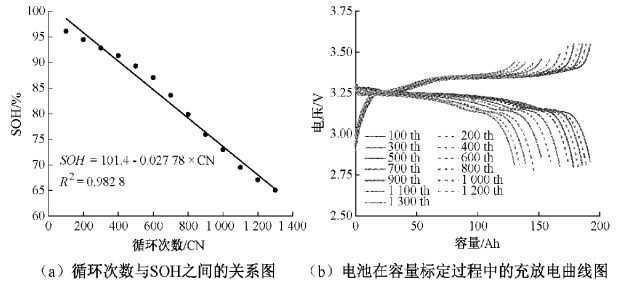 100
95
90
85
80
75
70
65
60
SOH/%
SOH = 101.4 - 0.027 78 × CN
R² = 0.982 8
0 200 400 600 800 1 000 1 200 1 400
循环次数/CN
(a) 循环次数与SOH之间的关系图
3.75
3.50
3.25
3.00
2.75
2.50
电压/V
100 th 200 th
300 th 400 th
500 th 600 th
700 th 800 th
900 th 1 000 th
1 100 th 1 200 th
1 300 th
0 50 100 150 200
容量/Ah
(b) 电池在容量标定过程中的充放电曲线图